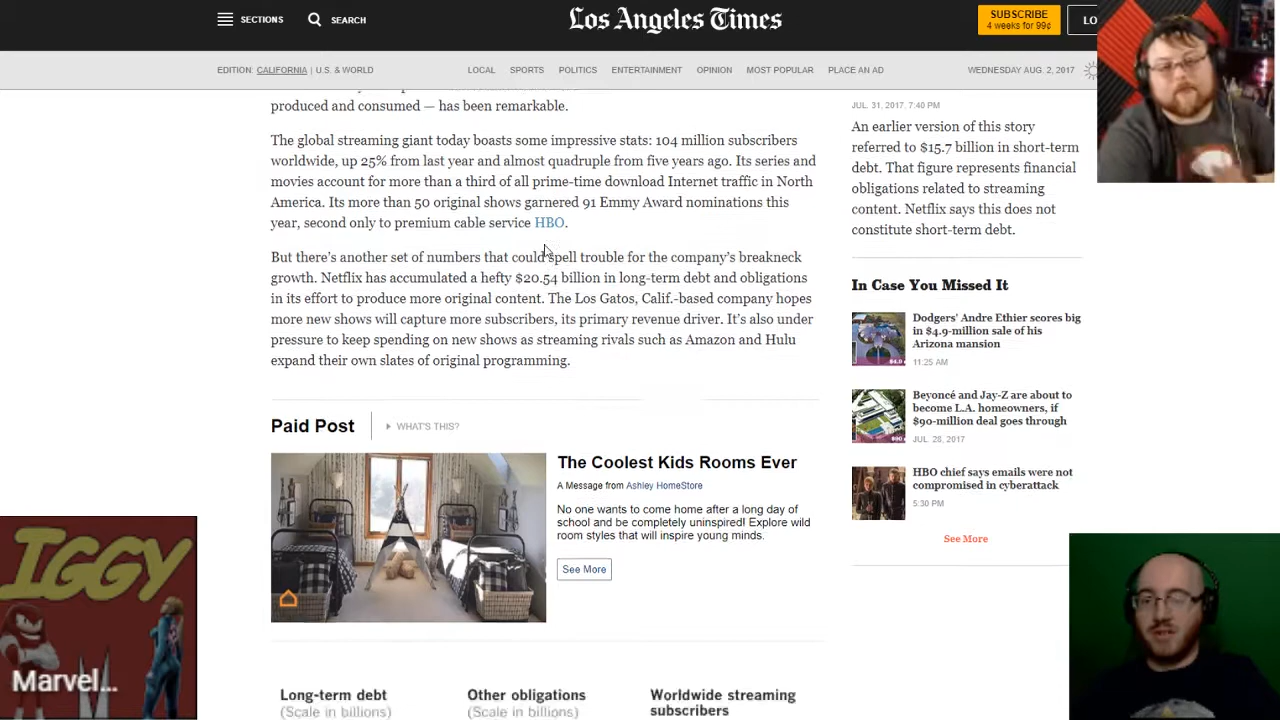 SECTIONS
SEARCH
Los Angeles Times
SUBSCRIBE
4 weeks for 99¢
LO
EDITION: CALIFORNIA | U.S. & WORLD
LOCAL SPORTS POLITICS ENTERTAINMENT OPINION MOST POPULAR PLACE AN AD
WEDNESDAY AUG. 2, 2017
produced and consumed — has been remarkable.
The global streaming giant today boasts some impressive stats: 104 million subscribers
worldwide, up 25% from last year and almost quadruple from five years ago. Its series and
movies account for more than a third of all prime-time download Internet traffic in North
America. Its more than 50 original shows garnered 91 Emmy Award nominations this
year, second only to premium cable service HBO.
But there's another set of numbers that could spell trouble for the company's breakneck
growth. Netflix has accumulated a hefty $20.54 billion in long-term debt and obligations
in its effort to produce more original content. The Los Gatos, Calif.-based company hopes
more new shows will capture more subscribers, its primary revenue driver. It's also under
pressure to keep spending on new shows as streaming rivals such as Amazon and Hulu
expand their own slates of original programming.
Paid Post
WHAT'S THIS?
The Coolest Kids Rooms Ever
A Message from Ashley HomeStore
No one wants to come home after a long day of
school and be completely uninspired! Explore wild
room styles that will inspire young minds.
See More
Long-term debt
(Scale in billions)
Other obligations
(Scale in billions)
Worldwide streaming
subscribers
JUL. 31, 2017, 7:40 PM
An earlier version of this story
referred to $15.7 billion in short-term
debt. That figure represents financial
obligations related to streaming
content. Netflix says this does not
constitute short-term debt.
In Case You Missed It
Dodgers' Andre Ethier scores big
in $4.9-million sale of his
Arizona mansion
11:25 AM
Beyoncé and Jay-Z are about to
become L.A. homeowners, if
$90-million deal goes through
JUL. 28, 2017
HBO chief says emails were not
compromised in cyberattack
5:30 PM
See More
IGGY
Marvel...